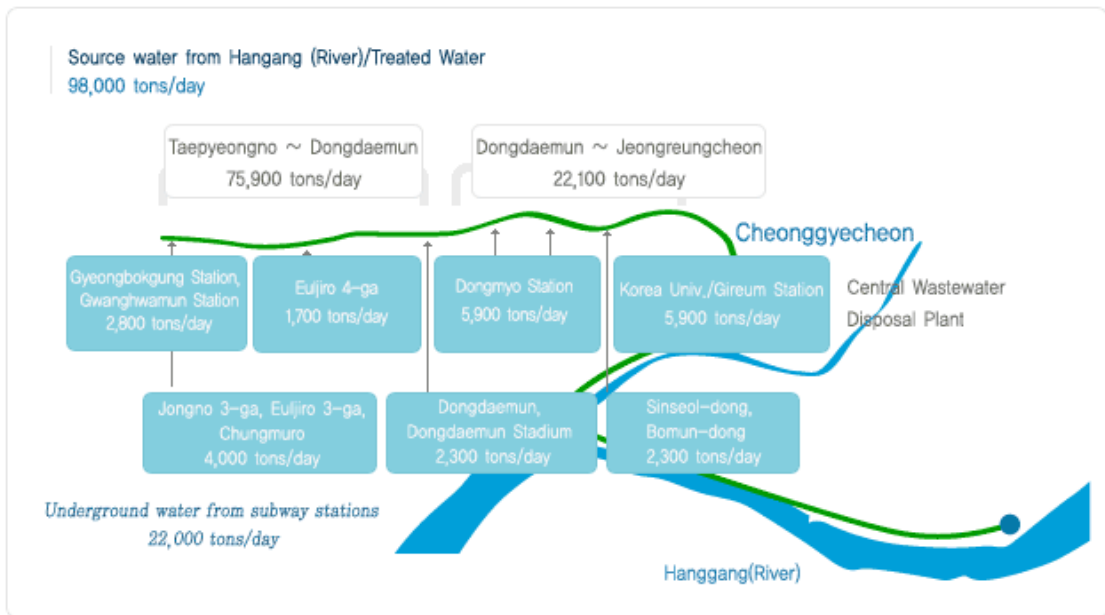 Source water from Hangang (River)/Treated Water
98,000 tons/day
Taepyeongno ~ Dongdaemun
75,900 tons/day
Dongdaemun ~ Jeongreungcheon
22,100 tons/day
Cheonggyecheon
Gyeongbokgung Station,
Gwanghwamun Station
2,800 tons/day
Euljiro 4-ga
1,700 tons/day
Dongmyo Station
5,900 tons/day
Korea Univ./Gireum Station
5,900 tons/day
Central Wastewater
Disposal Plant
Jongno 3-ga, Euljiro 3-ga,
Chungmuro
4,000 tons/day
Dongdaemun,
Dongdaemun Stadium
2,300 tons/day
Sinseol-dong,
Bomun-dong
2,300 tons/day
Underground water from subway stations
22,000 tons/day
Hanggang(River)